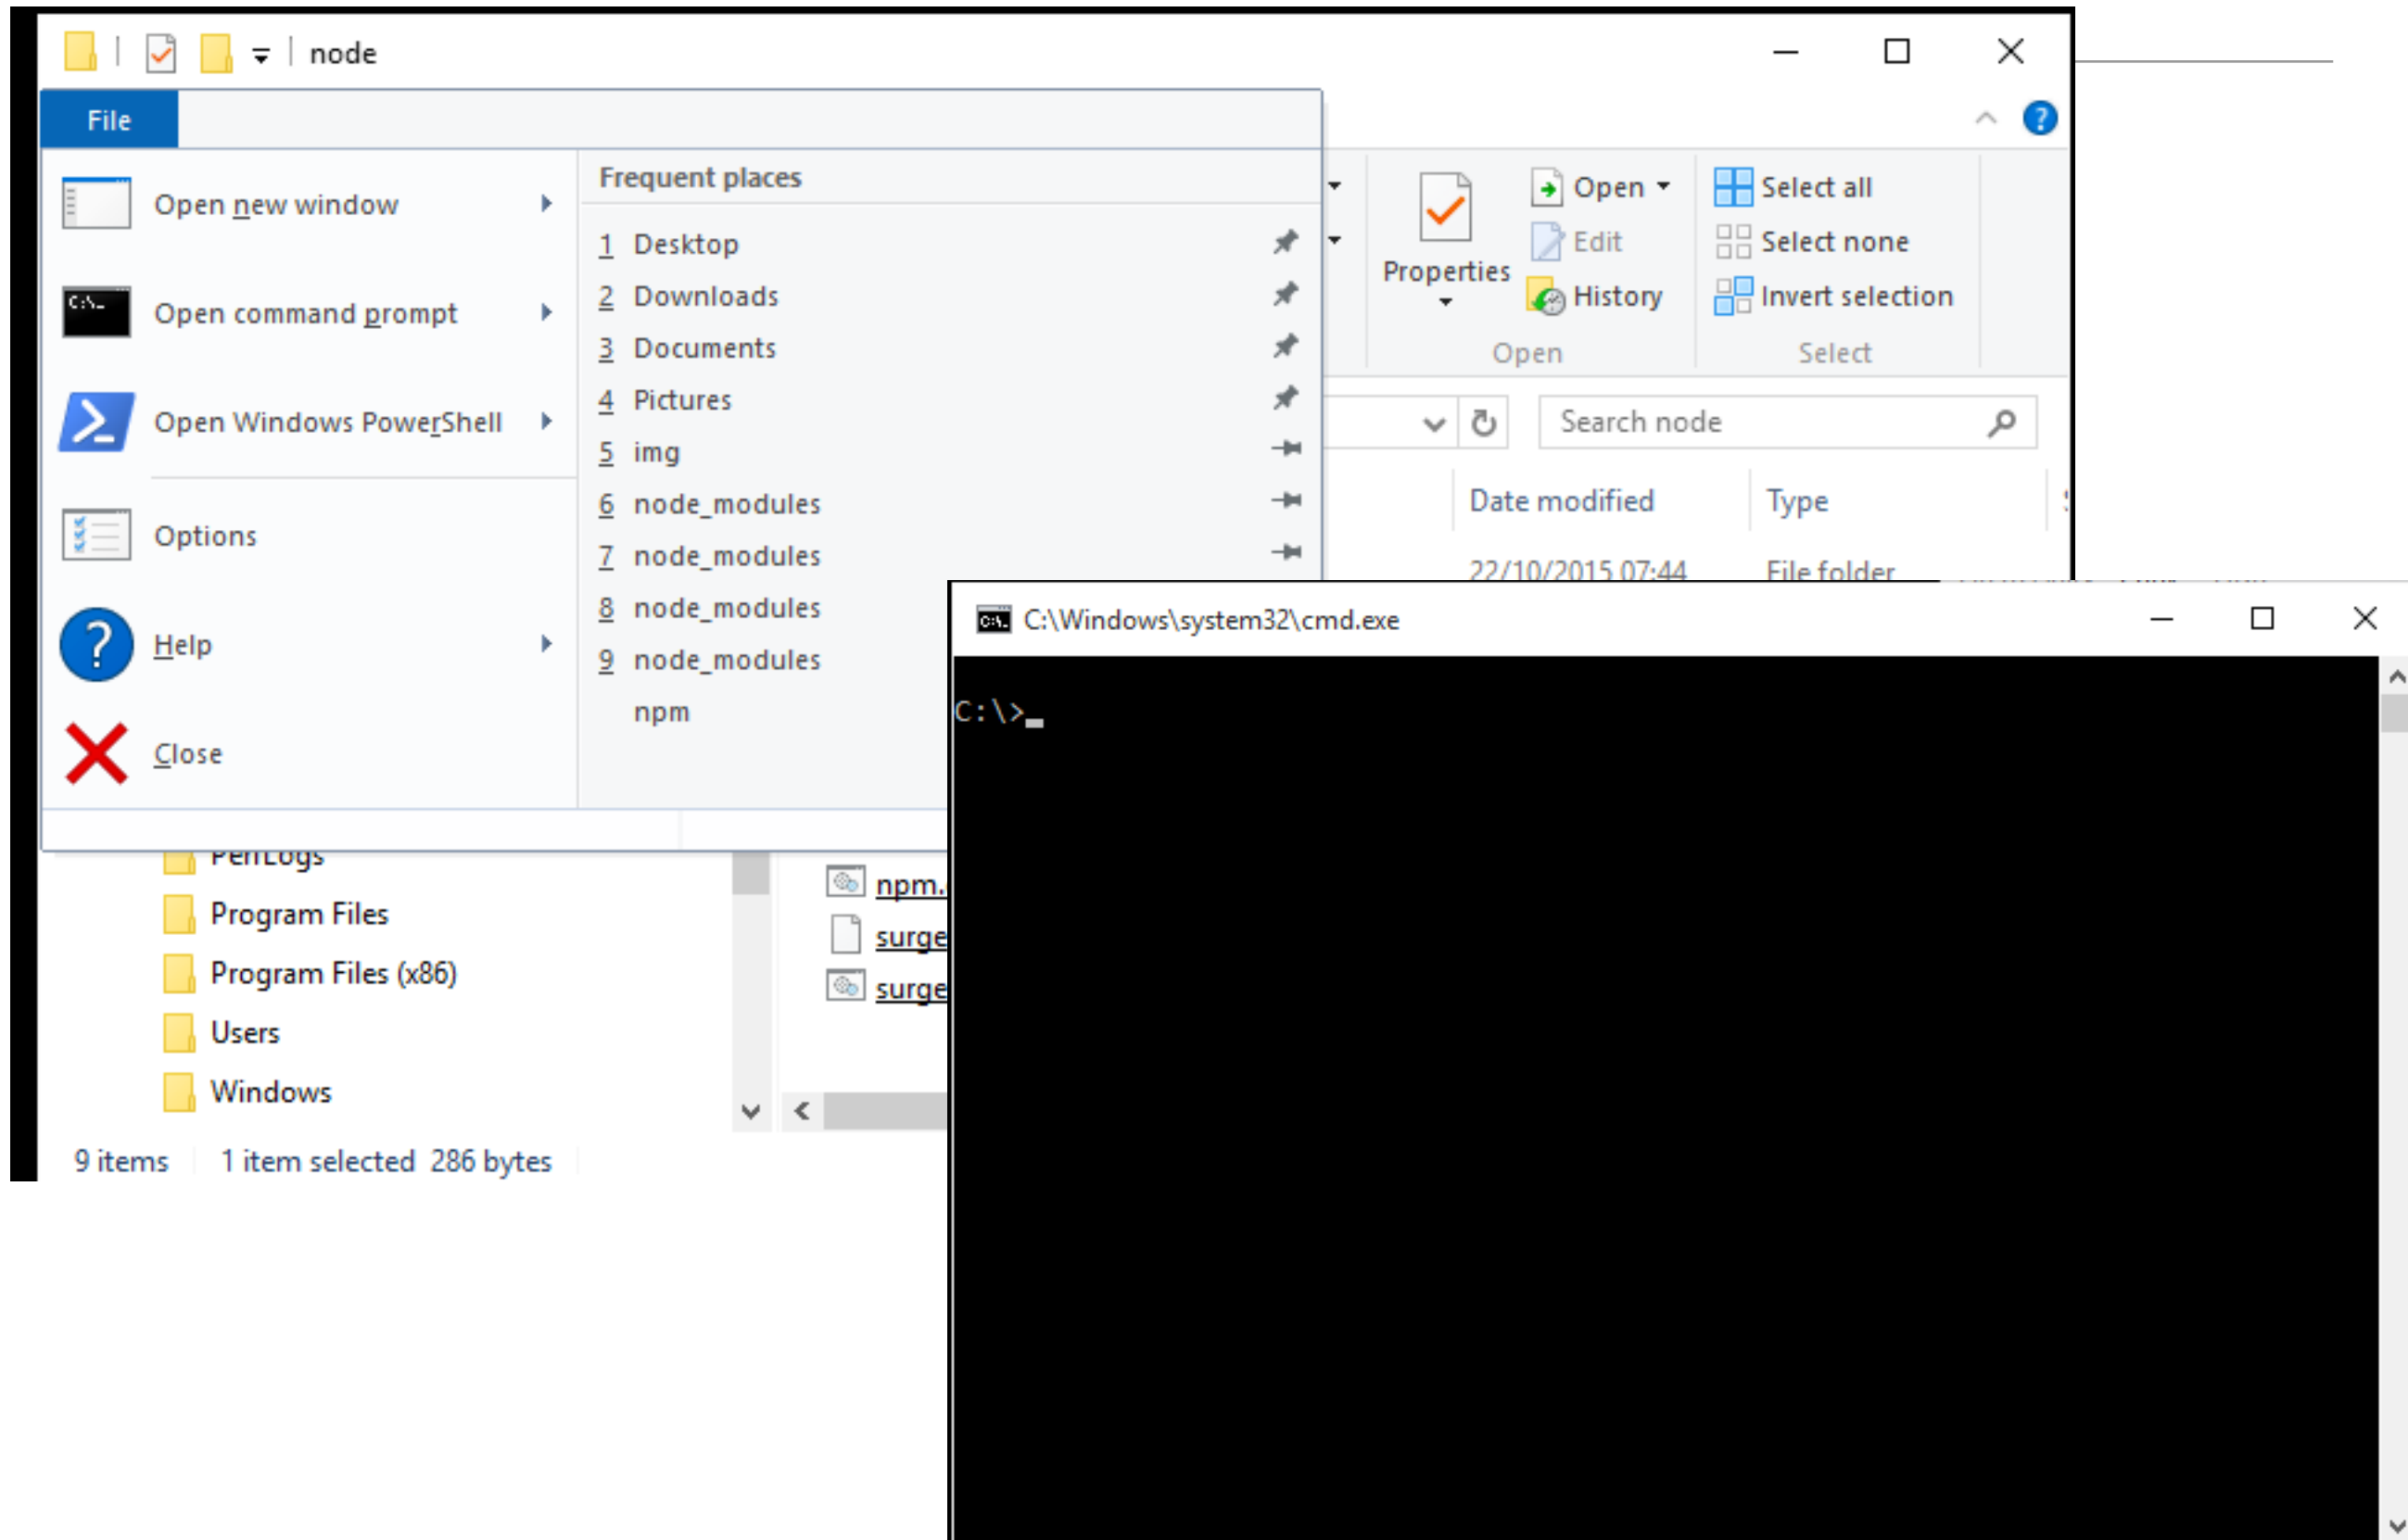 node
File
Open new window
Open command prompt
Open Windows PowerShell
Options
Help
Close
Frequent places
1 Desktop
2 Downloads
3 Documents
4 Pictures
5 img
6 node_modules
7 node_modules
8 node_modules
9 node_modules
npm
Properties
Open
Edit
History
Open
Select all
Select none
Invert selection
Select
Search node
Date modified
Type
22/10/2015 07:44
File folder
PerfLogs
Program Files
Program Files (x86)
Users
Windows
npm.
surge
surge
9 items
1 item selected 286 bytes
C:\Windows\system32\cmd.exe
C:\>_